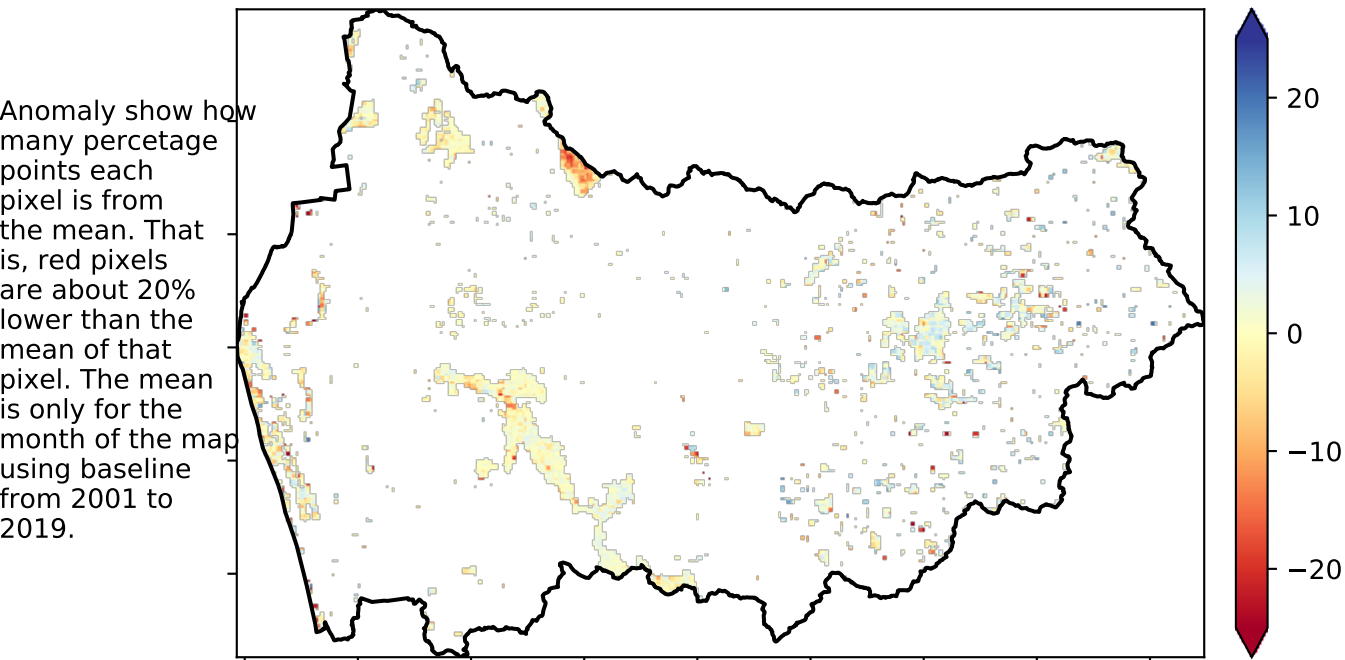 Anomaly show how
many percetage
points each
pixel is from
the mean. That
is, red pixels
are about 20%
lower than the
mean of that
pixel. The mean
is only for the
month of the map
using baseline
from 2001 to
2019.
20
10
0
−10
−20